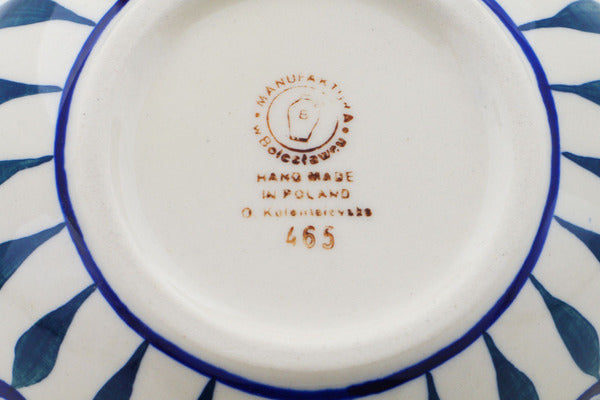 MANUFAKTURA
w Bolesławcu
B
HAND MADE
IN POLAND
465